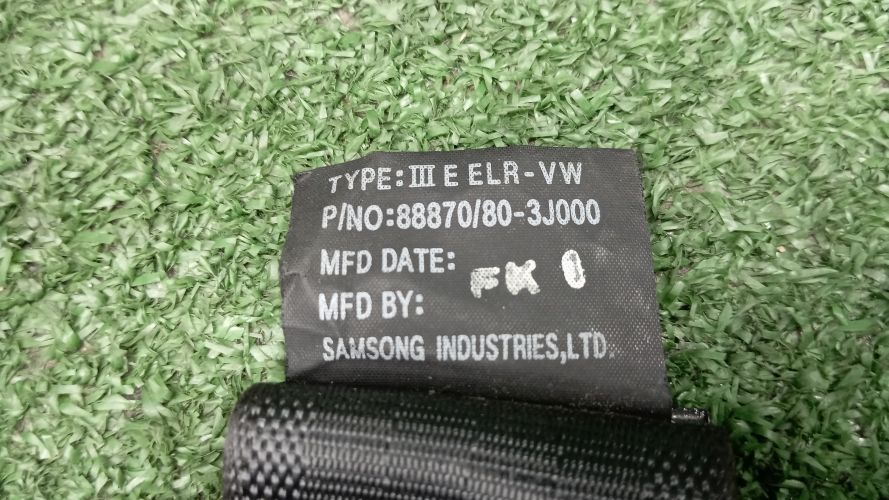 TYPE: III E ELR-VW
P/NO:88870/80-3J000
MFD DATE: FK 0
MFD BY:
SAMSONG INDUSTRIES,LTD.